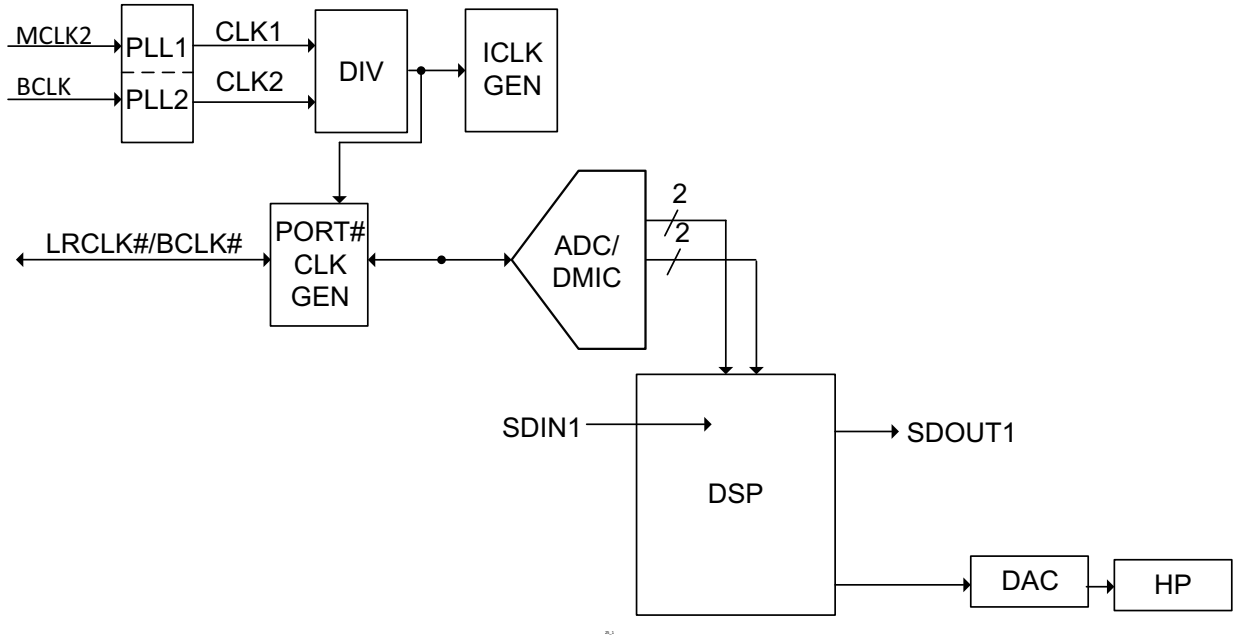 MCLK2
PLL1
CLK1
BCLK
PLL2
CLK2
DIV
ICLK
GEN
LRCLK#/BCLK#
PORT#
CLK
GEN
ADC/
DMIC
2
2
SDIN1
SDOUT1
DSP
DAC
HP